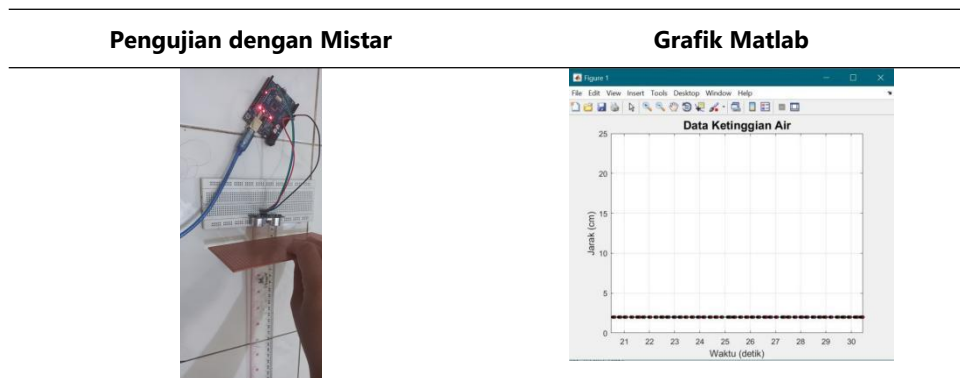 Pengujian dengan Mistar
Grafik Matlab
Figure 1
File Edit View Insert Tools Desktop Window Help
Data Ketinggian Air
25
20
15
10
5
0
Jarak (cm)
21 22 23 24 25 26 27 28 29 30
Waktu (detik)